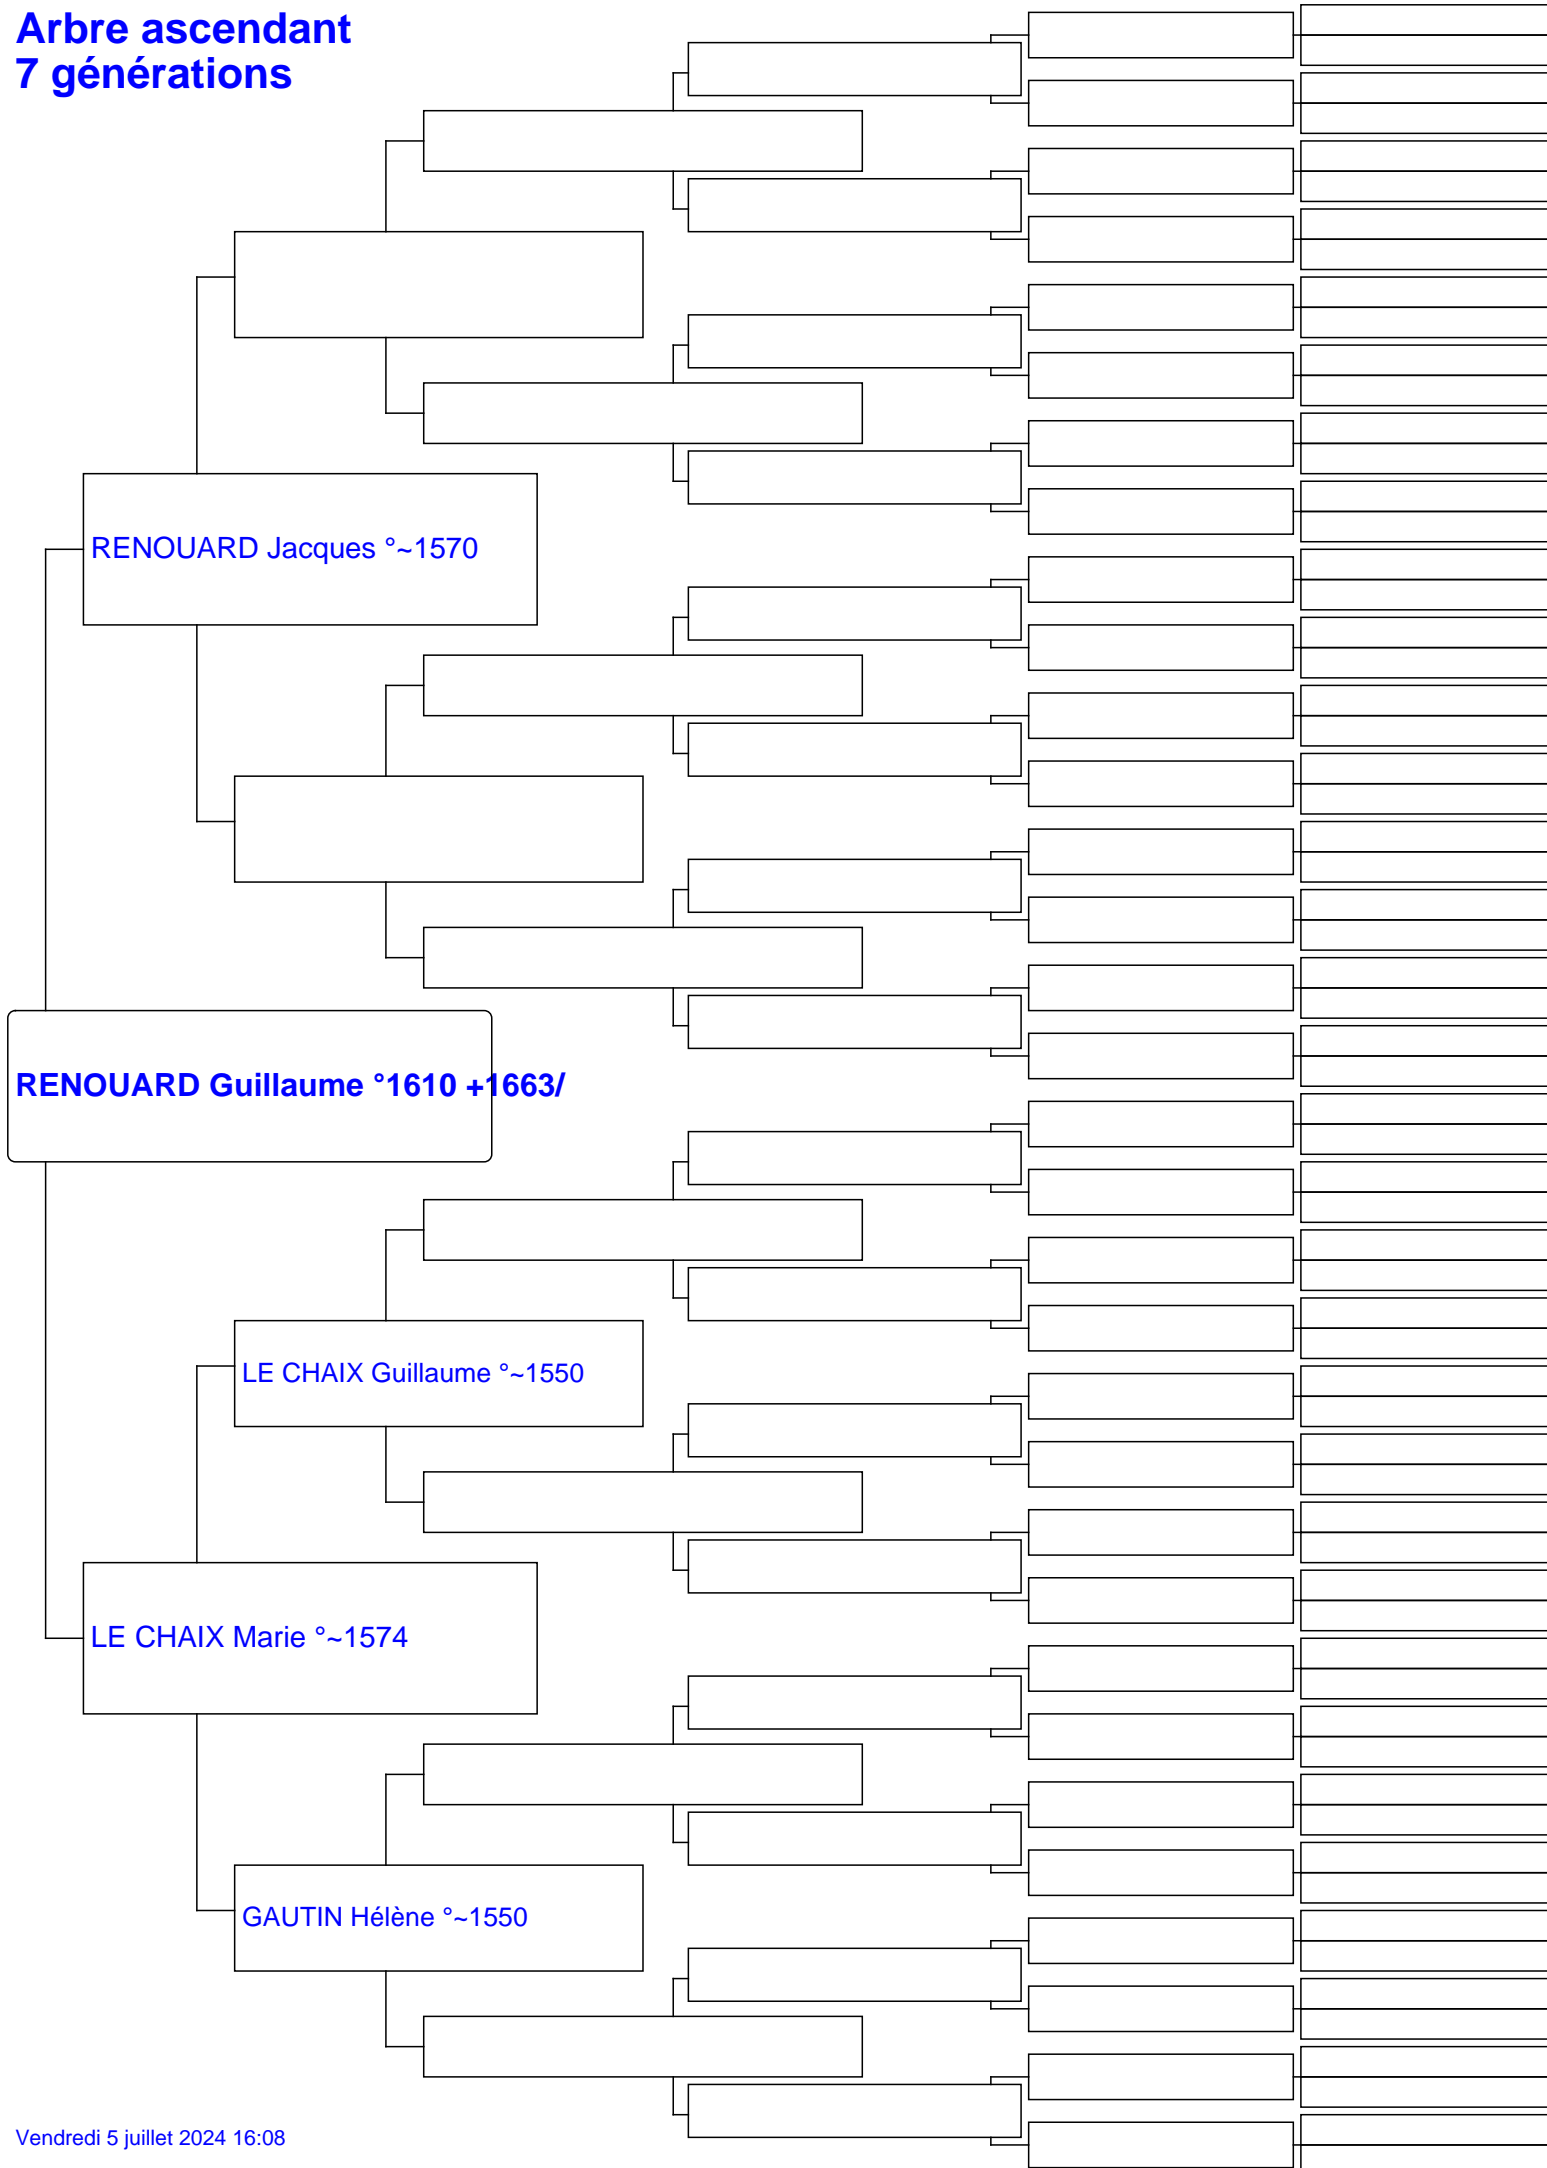 Arbre ascendant
7 générations
RENOUARD Jacques °~1570
RENOUARD Guillaume °1610 +1663/
LE CHAIX Guillaume °~1550
LE CHAIX Marie °~1574
GAUTIN Hélène °~1550
Vendredi 5 juillet 2024 16:08